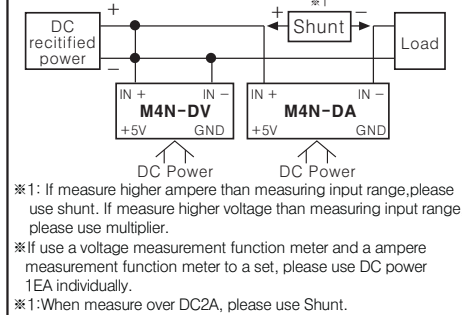 ※1
+ + −
DC
recitified
power
Shunt
Load
−
IN + IN − IN + IN −
M4N-DV M4N-DA
+5V GND +5V GND
DC Power DC Power
※1: If measure higher ampere than measuring input range,please
use shunt. If measure higher voltage than measuring input range
please use multiplier.
※If use a voltage measurement function meter and a ampere
measurement function meter to a set, please use DC power
1EA individually.
※1:When measure over DC2A, please use Shunt.